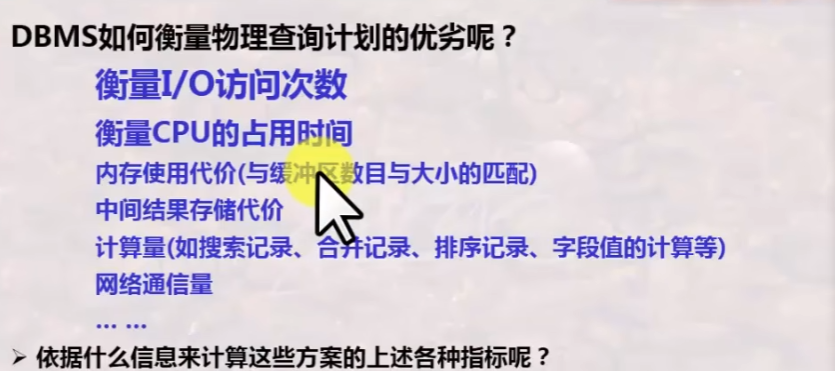 DBMS如何衡量物理查询计划的优劣呢？
衡量I/O访问次数
衡量CPU的占用时间
内存使用代价(与缓冲区数目与大小的匹配)
中间结果存储代价
计算量(如搜索记录、合并记录、排序记录、字段值的计算等)
网络通信量
... ...
➢ 依据什么信息来计算这些方案的上述各种指标呢？